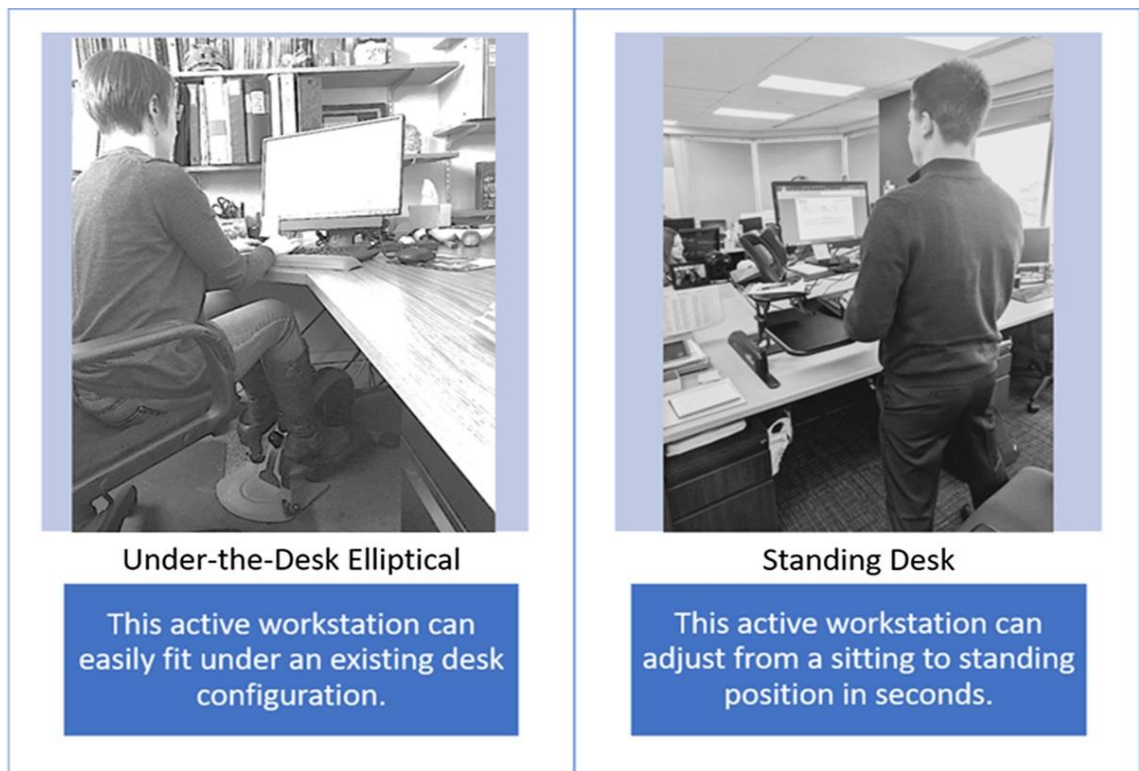 Under-the-Desk Elliptical
This active workstation can
easily fit under an existing desk
configuration.
Standing Desk
This active workstation can
adjust from a sitting to standing
position in seconds.